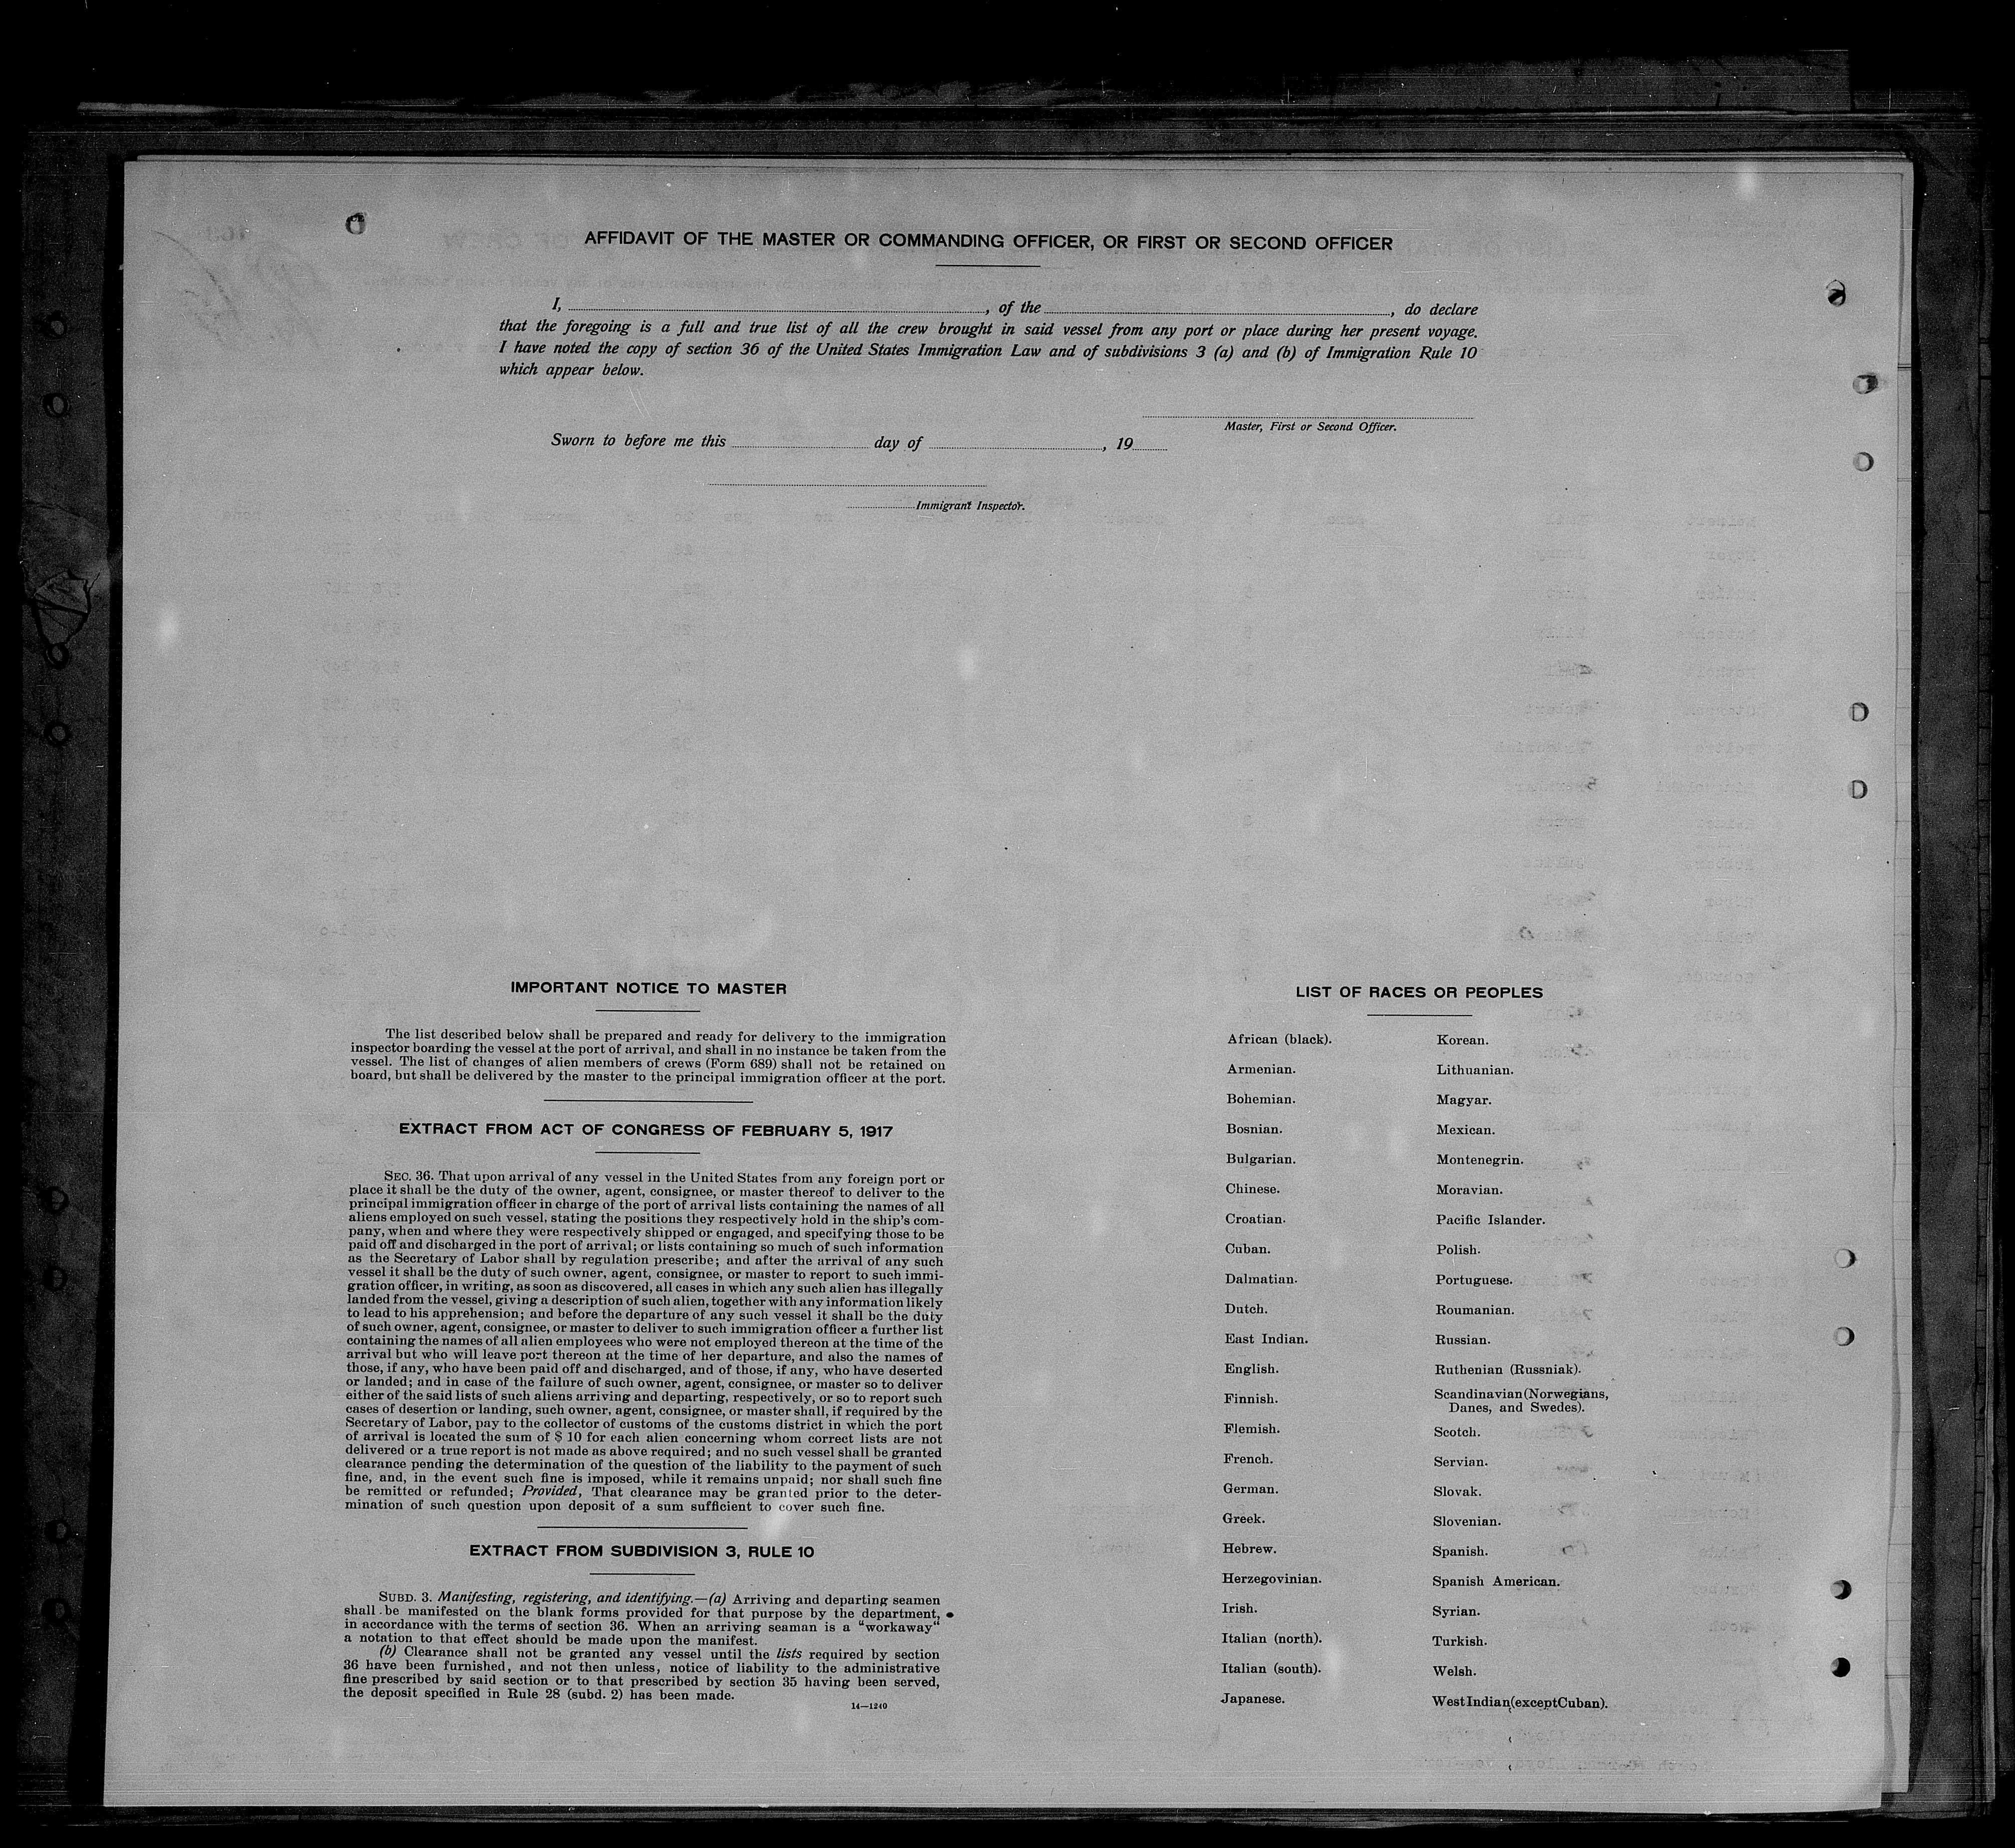 AFFIDAVIT OF THE MASTER OR COMMANDING OFFICER, OR FIRST OR SECOND OFFICER
I, , of the , do declare
that the foregoing is a full and true list of all the crew brought in said vessel from any port or place during her present voyage.
I have noted the copy of section 36 of the United States Immigration Law and of subdivisions 3 (a) and (b) of Immigration Rule 10
which appear below.
Master, First or Second Officer.
Sworn to before me this day of , 19
Immigrant Inspector.
IMPORTANT NOTICE TO MASTER
The list described below shall be prepared and ready for delivery to the immigration
inspector boarding the vessel at the port of arrival, and shall in no instance be taken from the
vessel. The list of changes of alien members of crews (Form 689) shall not be retained on
board, but shall be delivered by the master to the principal immigration officer at the port.
EXTRACT FROM ACT OF CONGRESS OF FEBRUARY 5, 1917
SEC. 36. That upon arrival of any vessel in the United States from any foreign port or
place it shall be the duty of the owner, agent, consignee, or master thereof to deliver to the
principal immigration officer in charge of the port of arrival lists containing the names of all
aliens employed on such vessel, stating the positions they respectively hold in the ship's com-
pany, when and where they were respectively shipped or engaged, and specifying those to be
paid off and discharged in the port of arrival; or lists containing so much of such information
as the Secretary of Labor shall by regulation prescribe; and after the arrival of any such
vessel it shall be the duty of such owner, agent, consignee, or master to report to such immi-
gration officer, in writing, as soon as discovered, all cases in which any such alien has illegally
landed from the vessel, giving a description of such alien, together with any information likely
to lead to his apprehension; and before the departure of any such vessel it shall be the duty
of such owner, agent, consignee, or master to deliver to such immigration officer a further list
containing the names of all alien employees who were not employed thereon at the time of the
arrival but who will leave port thereon at the time of her departure, and also the names of
those, if any, who have been paid off and discharged, and of those, if any, who have deserted
or landed; and in case of the failure of such owner, agent, consignee, or master so to deliver
either of the said lists of such aliens arriving and departing, respectively, or so to report such
cases of desertion or landing, such owner, agent, consignee, or master shall, if required by the
Secretary of Labor, pay to the collector of customs of the customs district in which the port
of arrival is located the sum of $ 10 for each alien concerning whom correct lists are not
delivered or a true report is not made as above required; and no such vessel shall be granted
clearance pending the determination of the question of the liability to the payment of such
fine, and, in the event such fine is imposed, while it remains unpaid; nor shall such fine
be remitted or refunded; Provided, That clearance may be granted prior to the deter-
mination of such question upon deposit of a sum sufficient to cover such fine.
EXTRACT FROM SUBDIVISION 3, RULE 10
SUBD. 3. Manifesting, registering, and identifying.—(a) Arriving and departing seamen
shall be manifested on the blank forms provided for that purpose by the department,
in accordance with the terms of section 36. When an arriving seaman is a “workaway“
a notation to that effect should be made upon the manifest.
(b) Clearance shall not be granted any vessel until the lists required by section
36 have been furnished, and not then unless, notice of liability to the administrative
fine prescribed by said section or to that prescribed by section 35 having been served,
the deposit specified in Rule 28 (subd. 2) has been made.
14—1240
LIST OF RACES OR PEOPLES
African (black).
Armenian.
Bohemian.
Bosnian.
Bulgarian.
Chinese.
Croatian.
Cuban.
Dalmatian.
Dutch.
East Indian.
English.
Finnish.
Flemish.
French.
German.
Greek.
Hebrew.
Herzegovinian.
Irish.
Italian (north).
Italian (south).
Japanese.
Korean.
Lithuanian.
Magyar.
Mexican.
Montenegrin.
Moravian.
Pacific Islander.
Polish.
Portuguese.
Roumanian.
Russian.
Ruthenian (Russniak).
Scandinavian (Norwegians,
Danes, and Swedes).
Scotch.
Servian.
Slovak.
Slovenian.
Spanish.
Spanish American.
Syrian.
Turkish.
Welsh.
West Indian (except Cuban).